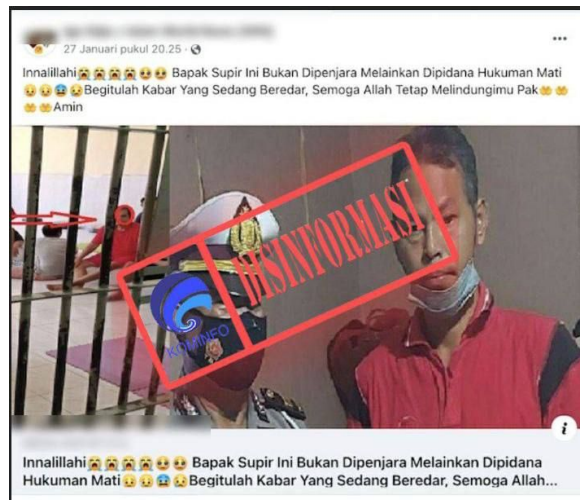 27 Januari pukul 20.25 ·
Innalillahi😭😭😭😭🥺🥺 Bapak Supir Ini Bukan Dipenjara Melainkan Dipidana Hukuman Mati
😥😥😰😥Begitulah Kabar Yang Sedang Beredar, Semoga Allah Tetap Melindungimu Pak🤲🤲
🤲🤲Amin
DISINFORMASI
KOMINFO
i
Innalillahi😭😭😭😭🥺🥺 Bapak Supir Ini Bukan Dipenjara Melainkan Dipidana
Hukuman Mati😥😥😰😥Begitulah Kabar Yang Sedang Beredar, Semoga Allah...